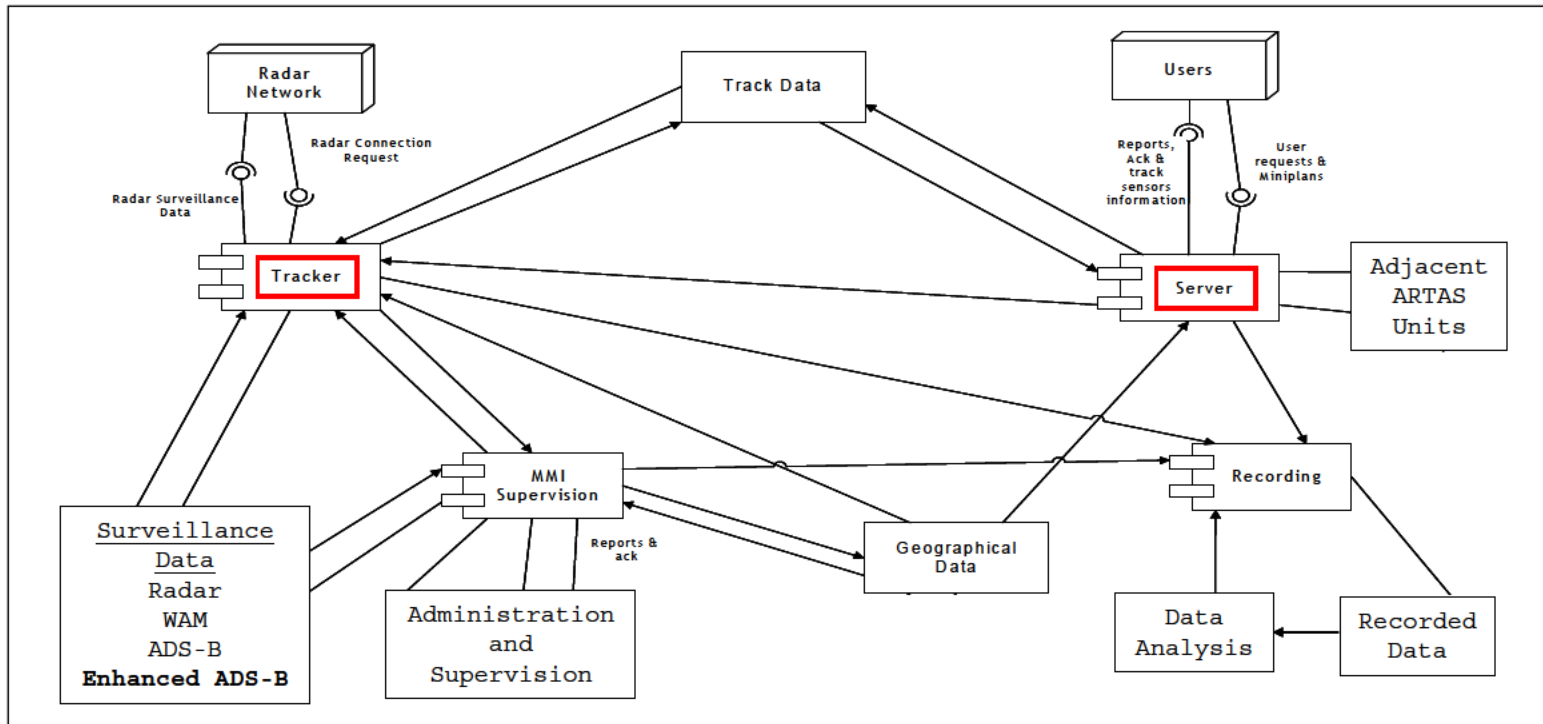 Radar
Network
Track Data
Users
Radar Connection
Request
Reports,
Ack &
track
sensors
information
User
requests &
Miniplans
Radar Surveillance
Data
Tracker
Server
Adjacent
ARTAS
Units
MMI
Supervision
Recording
Reports &
ack
Geographical
Data
Surveillance
Data
Radar
WAM
ADS-B
Enhanced ADS-B
Administration
and
Supervision
Data
Analysis
Recorded
Data